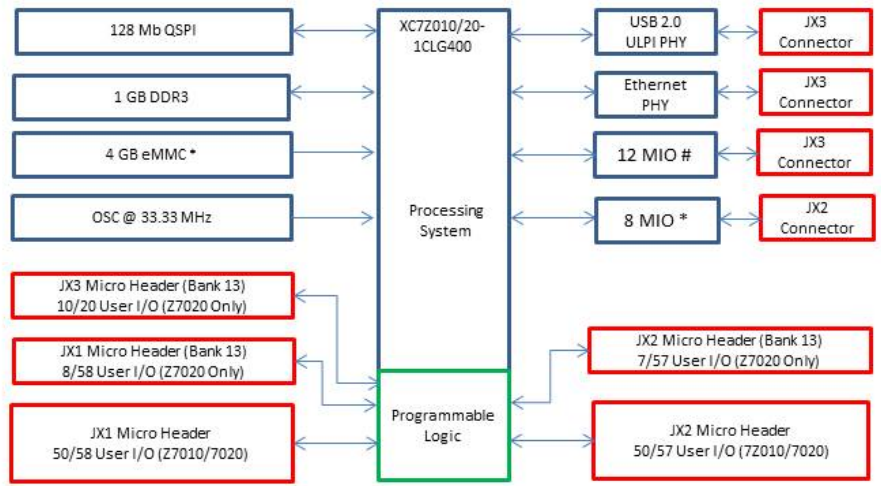 128 Mb QSPI
1 GB DDR3
4 GB eMMC *
OSC @ 33.33 MHz
JX3 Micro Header (Bank 13)
10/20 User I/O (Z7020 Only)
JX1 Micro Header (Bank 13)
8/58 User I/O (Z7020 Only)
JX1 Micro Header
50/58 User I/O (Z7010/7020)
XC7Z010/20-
1CLG400
Processing
System
Programmable
Logic
USB 2.0
ULPI PHY
JX3
Connector
Ethernet
PHY
JX3
Connector
12 MIO #
JX3
Connector
8 MIO *
JX2
Connector
JX2 Micro Header (Bank 13)
7/57 User I/O (Z7020 Only)
JX2 Micro Header
50/57 User I/O (7Z010/7020)